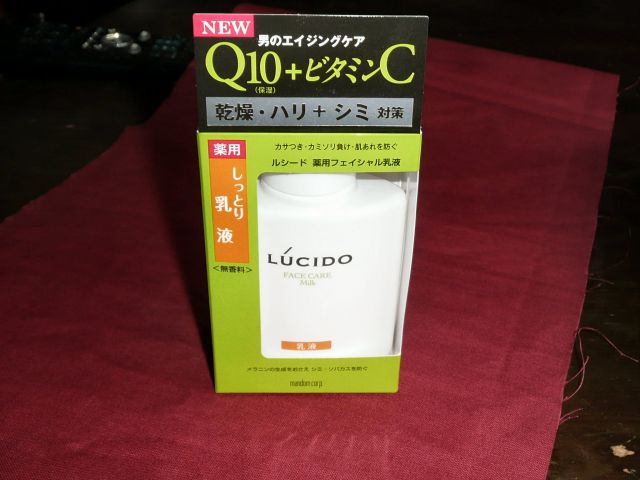 NEW
男のエイジングケア
Q10+ビタミンC
(保湿)
乾燥・ハリ + シミ 対策
カサつき・カミソリ負け・肌あれを防ぐ
ルシード 薬用フェイシャル乳液
薬用
しっとり
乳液
<無香料>
LÚCIDO
FACE CARE
Milk
乳液
メラニンの生成をおさえ シミ・ソバカスを防ぐ
mandom corp.